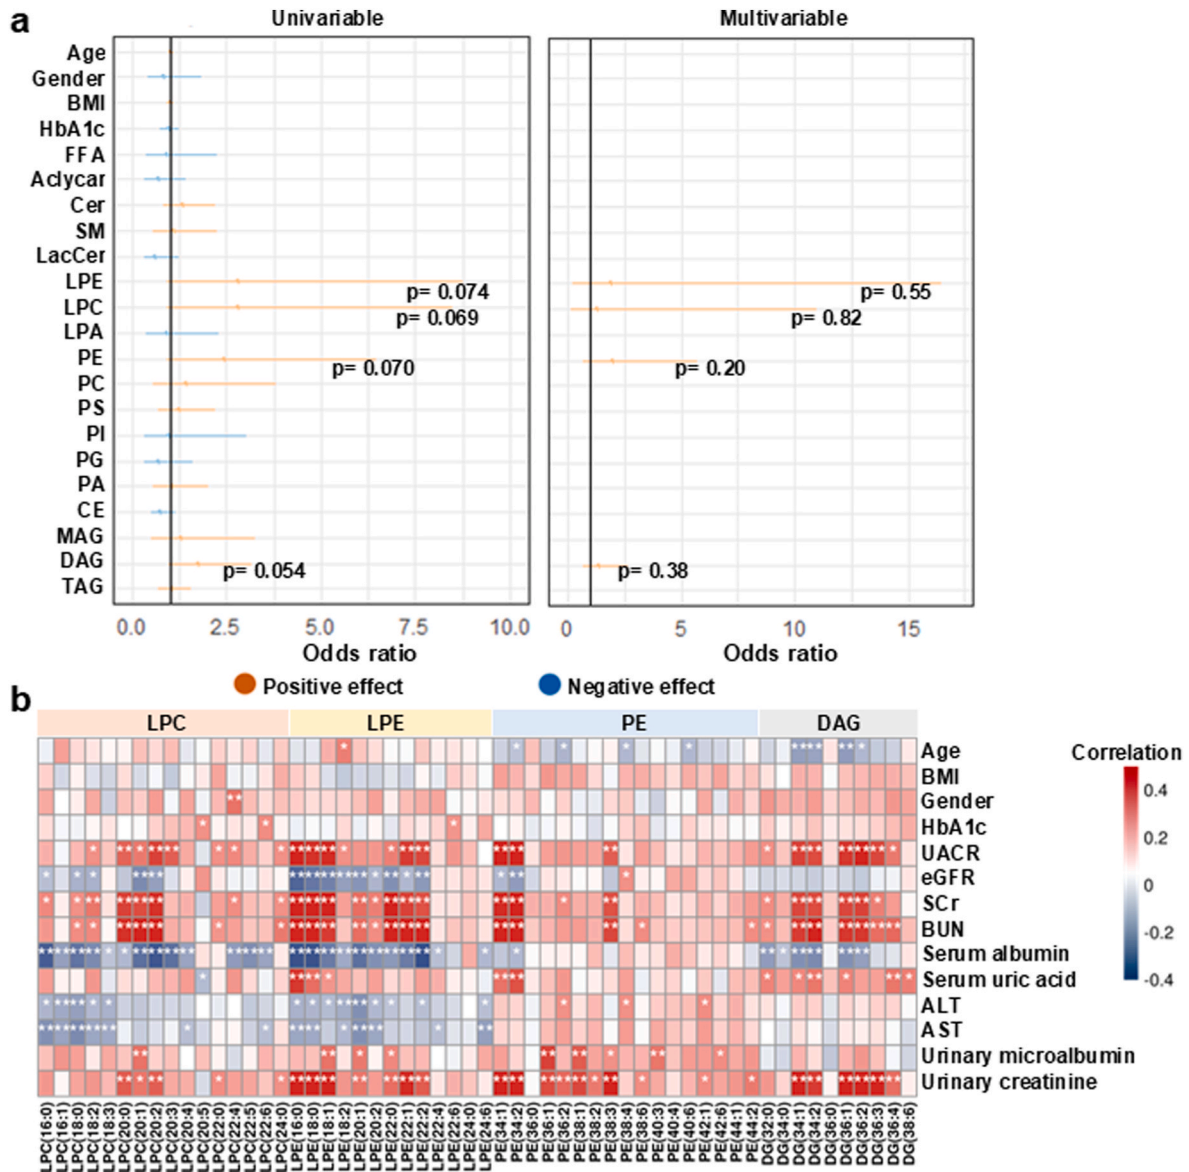 a
Univariable
Multivariable
Age
Gender
BMI
HbA1c
FFA
Aclycar
Cer
SM
LacCer
LPE
p= 0.074
p= 0.55
LPC
p= 0.069
p= 0.82
LPA
PE
p= 0.070
p= 0.20
PC
PS
PI
PG
PA
CE
MAG
DAG
p= 0.054
p= 0.38
TAG
0.0 2.5 5.0 7.5 10.0
0 5 10 15
Odds ratio
Odds ratio
Positive effect
Negative effect
b
LPC
LPE
PE
DAG
Age
BMI
Gender
HbA1c
UACR
eGFR
SCr
BUN
Serum albumin
Serum uric acid
ALT
AST
Urinary microalbumin
Urinary creatinine
Correlation
0.4
0.2
0
-0.2
-0.4
LPC(16:0)
LPC(16:1)
LPC(18:0)
LPC(18:2)
LPC(18:3)
LPC(20:0)
LPC(20:1)
LPC(20:2)
LPC(20:3)
LPC(20:4)
LPC(20:5)
LPC(22:0)
LPC(22:4)
LPC(22:5)
LPC(22:6)
LPC(24:0)
LPE(16:0)
LPE(18:0)
LPE(18:1)
LPE(18:2)
LPE(20:1)
LPE(20:2)
LPE(22:0)
LPE(22:1)
LPE(22:2)
LPE(22:4)
LPE(22:6)
LPE(24:0)
LPE(24:6)
PE(34:1)
PE(34:2)
PE(36:0)
PE(36:1)
PE(36:2)
PE(38:1)
PE(38:2)
PE(38:3)
PE(38:4)
PE(38:6)
PE(40:3)
PE(40:4)
PE(40:6)
PE(42:1)
PE(42:6)
PE(44:1)
PE(44:2)
DG(32:0)
DG(34:0)
DG(34:1)
DG(34:2)
DG(36:0)
DG(36:1)
DG(36:2)
DG(36:3)
DG(36:4)
DG(38:6)